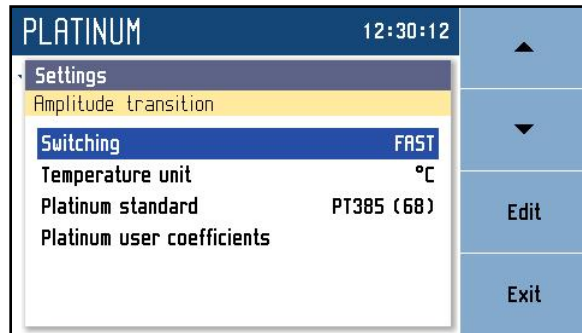 PLATINUM 12:30:12
Settings
Amplitude transition
Switching FAST
Temperature unit °C
Platinum standard PT385 (68)
Platinum user coefficients
Edit
Exit